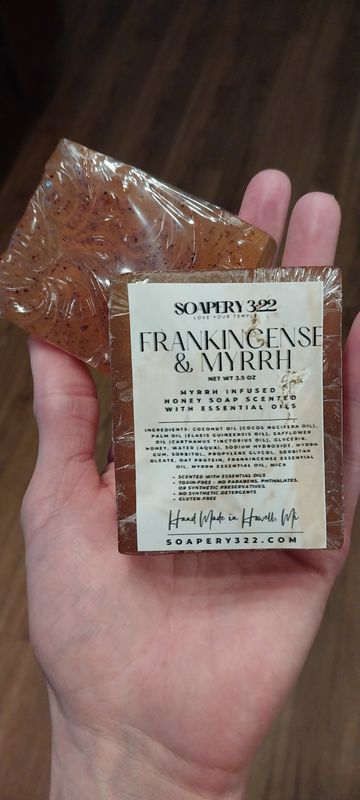 SOAPERY 322
LOVE YOUR TEMPLE
FRANKINCENSE
& MYRRH
NET WT 3.5 OZ
MYRRH INFUSED
HONEY SOAP SCENTED
WITH ESSENTIAL OILS
INGREDIENTS: COCONUT OIL (COCOS NUCIFERA OIL),
PALM OIL (ELAEIS GUINEENSIS OIL), SAFFLOWER
OIL (CARTHAMUS TINCTORIUS OIL), GLYCERIN,
HONEY, WATER (AQUA), SODIUM HYDROXIDE, MYRRH
GUM, SORBITOL, PROPYLENE GLYCOL, SORBITAN
OLEATE, OAT PROTEIN, FRANKINCENSE ESSENTIAL
OIL, MYRRH ESSENTIAL OIL, MICA
• SCENTED WITH ESSENTIAL OILS
• TOXIN-FREE - NO PARABENS, PHTHALATES,
OR SYNTHETIC PRESERVATIVES.
• NO SYNTHETIC DETERGENTS
• GLUTEN-FREE
Hand Made in Howell, Mi
SOAPERY322.COM